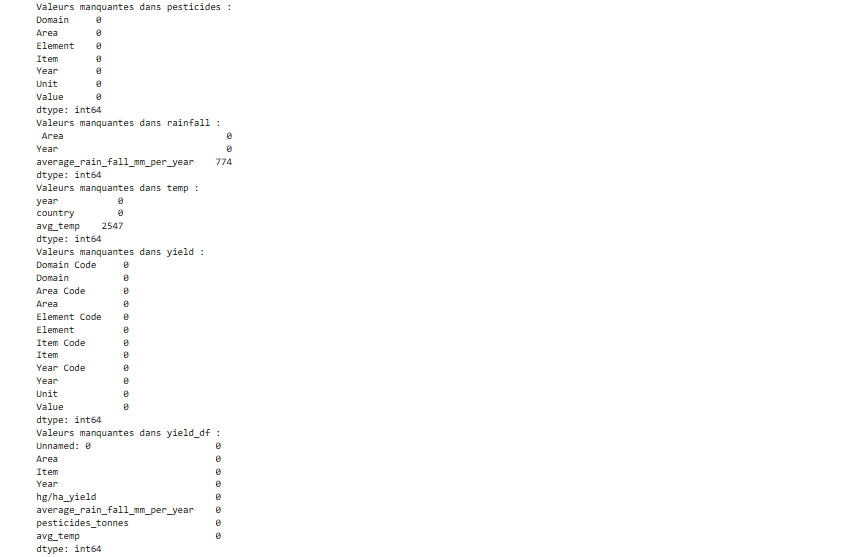 Valeurs manquantes dans pesticides :
Domain 0
Area 0
Element 0
Item 0
Year 0
Unit 0
Value 0
dtype: int64
Valeurs manquantes dans rainfall :
Area 0
Year 0
average_rain_fall_mm_per_year 774
dtype: int64
Valeurs manquantes dans temp :
year 0
country 0
avg_temp 2547
dtype: int64
Valeurs manquantes dans yield :
Domain Code 0
Domain 0
Area Code 0
Area 0
Element Code 0
Element 0
Item Code 0
Item 0
Year Code 0
Year 0
Unit 0
Value 0
dtype: int64
Valeurs manquantes dans yield_df :
Unnamed: 0 0
Area 0
Item 0
Year 0
hg/ha_yield 0
average_rain_fall_mm_per_year 0
pesticides_tonnes 0
avg_temp 0
dtype: int64